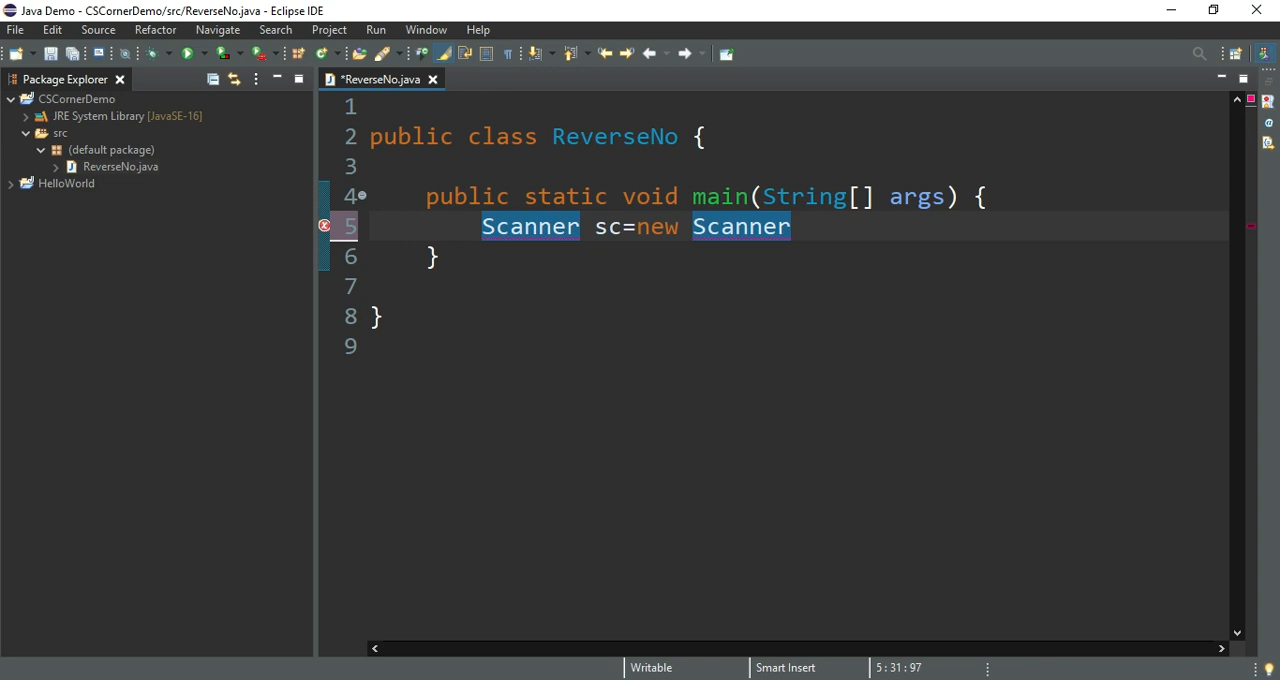 Java Demo - CSCornerDemo/src/ReverseNo.java - Eclipse IDE
File Edit Source Refactor Navigate Search Project Run Window Help
Package Explorer
*ReverseNo.java
CSCornerDemo
JRE System Library [JavaSE-16]
src
(default package)
ReverseNo.java
HelloWorld
1
2 public class ReverseNo {
3
4 public static void main(String[] args) {
5 Scanner sc=new Scanner
6 }
7
8 }
9
Writable Smart Insert 5:31:97